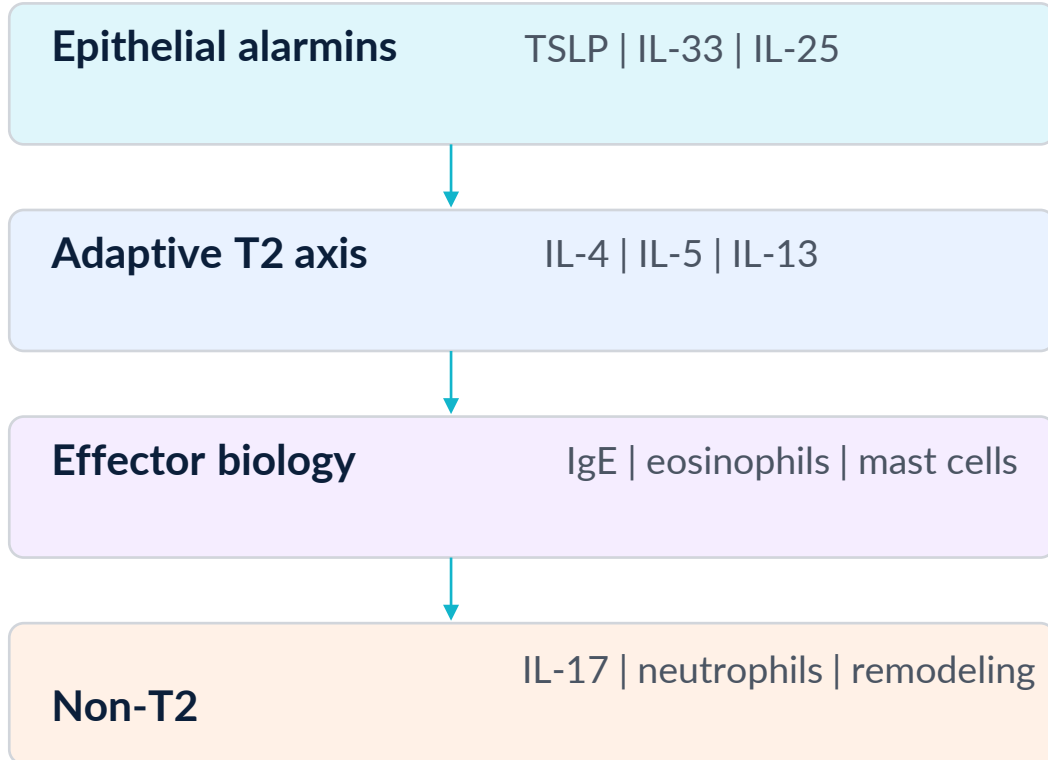 Epithelial alarmins TSLP | IL-33 | IL-25
Adaptive T2 axis IL-4 | IL-5 | IL-13
Effector biology IgE | eosinophils | mast cells
IL-17 | neutrophils | remodeling
Non-T2